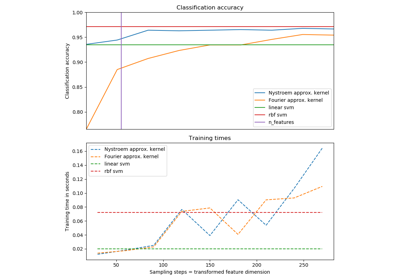 Classification accuracy
1.00
0.95
0.90
0.85
0.80
Classification accuracy
Nystroem approx. kernel
Fourier approx. kernel
linear svm
rbf svm
n_features
Training times
0.16
0.14
0.12
0.10
0.08
0.06
0.04
0.02
Training time in seconds
Nystroem approx. kernel
Fourier approx. kernel
linear svm
rbf svm
50 100 150 200 250
Sampling steps = transformed feature dimension